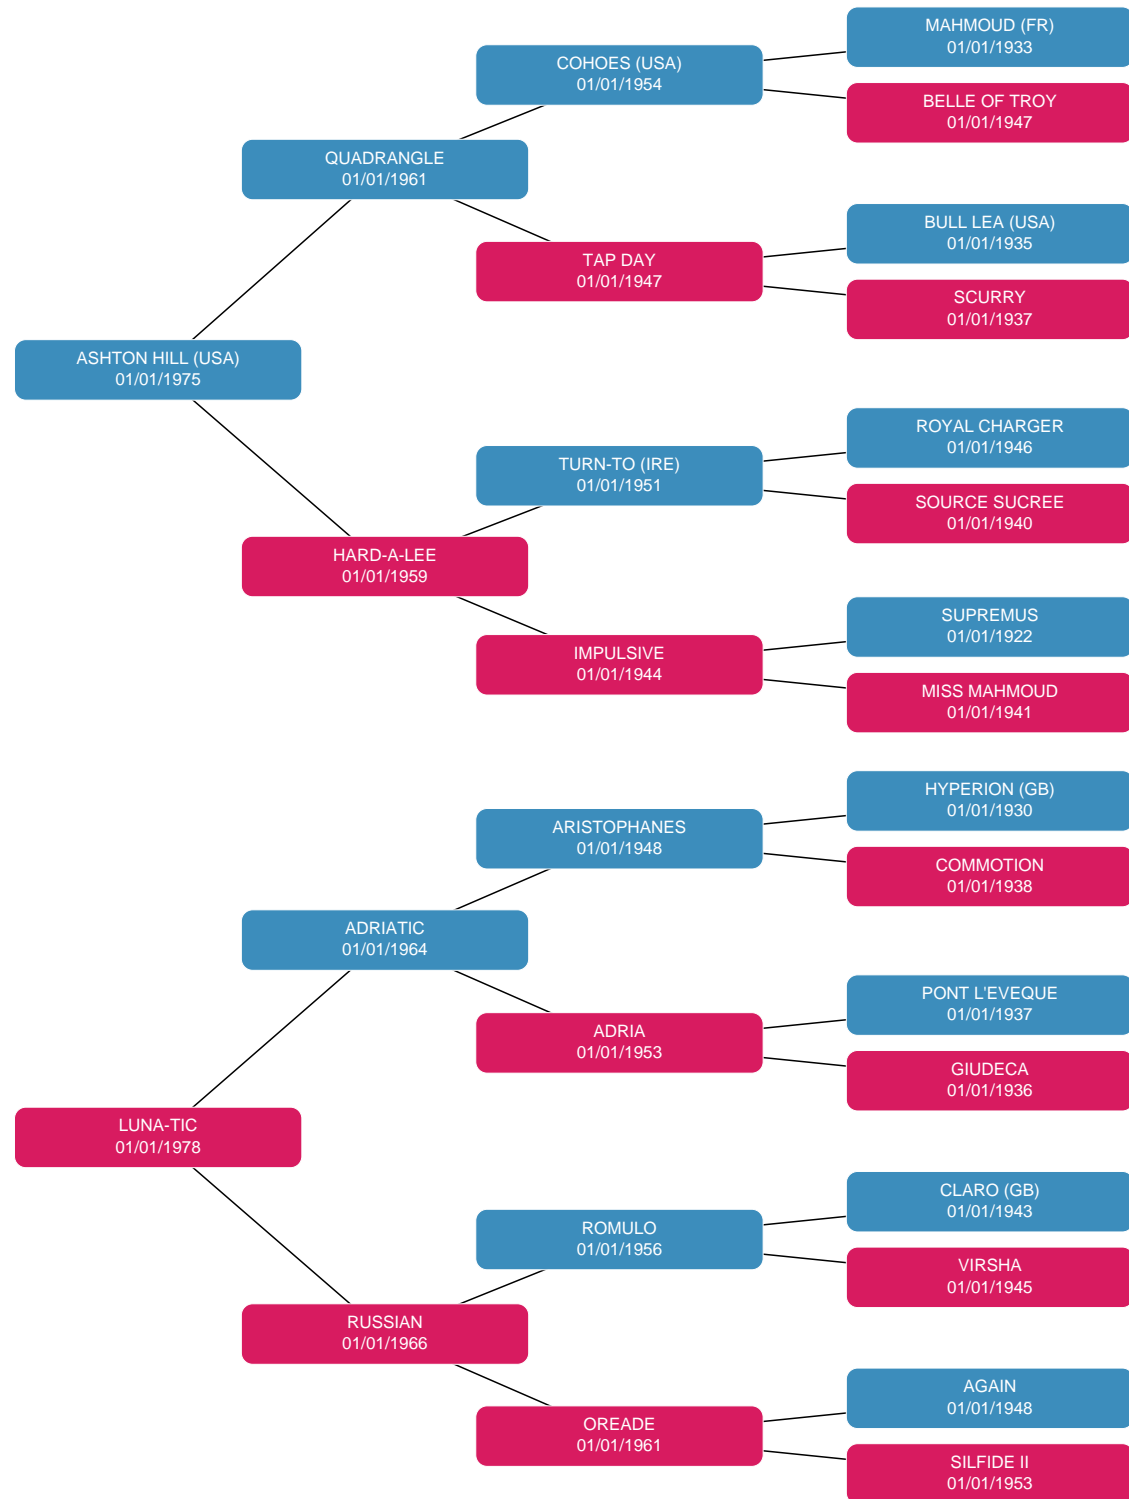 MAHMOUD (FR)
01/01/1933
COHOES (USA)
01/01/1954
BELLE OF TROY
01/01/1947
QUADRANGLE
01/01/1961
BULL LEA (USA)
01/01/1935
TAP DAY
01/01/1947
SCURRY
01/01/1937
ASHTON HILL (USA)
01/01/1975
ROYAL CHARGER
01/01/1946
TURN-TO (IRE)
01/01/1951
SOURCE SUCREE
01/01/1940
HARD-A-LEE
01/01/1959
SUPREMUS
01/01/1922
IMPULSIVE
01/01/1944
MISS MAHMOUD
01/01/1941
HYPERION (GB)
01/01/1930
ARISTOPHANES
01/01/1948
COMMOTION
01/01/1938
ADRIATIC
01/01/1964
PONT L'EVEQUE
01/01/1937
ADRIA
01/01/1953
GIUDECA
01/01/1936
LUNA-TIC
01/01/1978
CLARO (GB)
01/01/1943
ROMULO
01/01/1956
VIRSHA
01/01/1945
RUSSIAN
01/01/1966
AGAIN
01/01/1948
OREADE
01/01/1961
SILFIDE II
01/01/1953